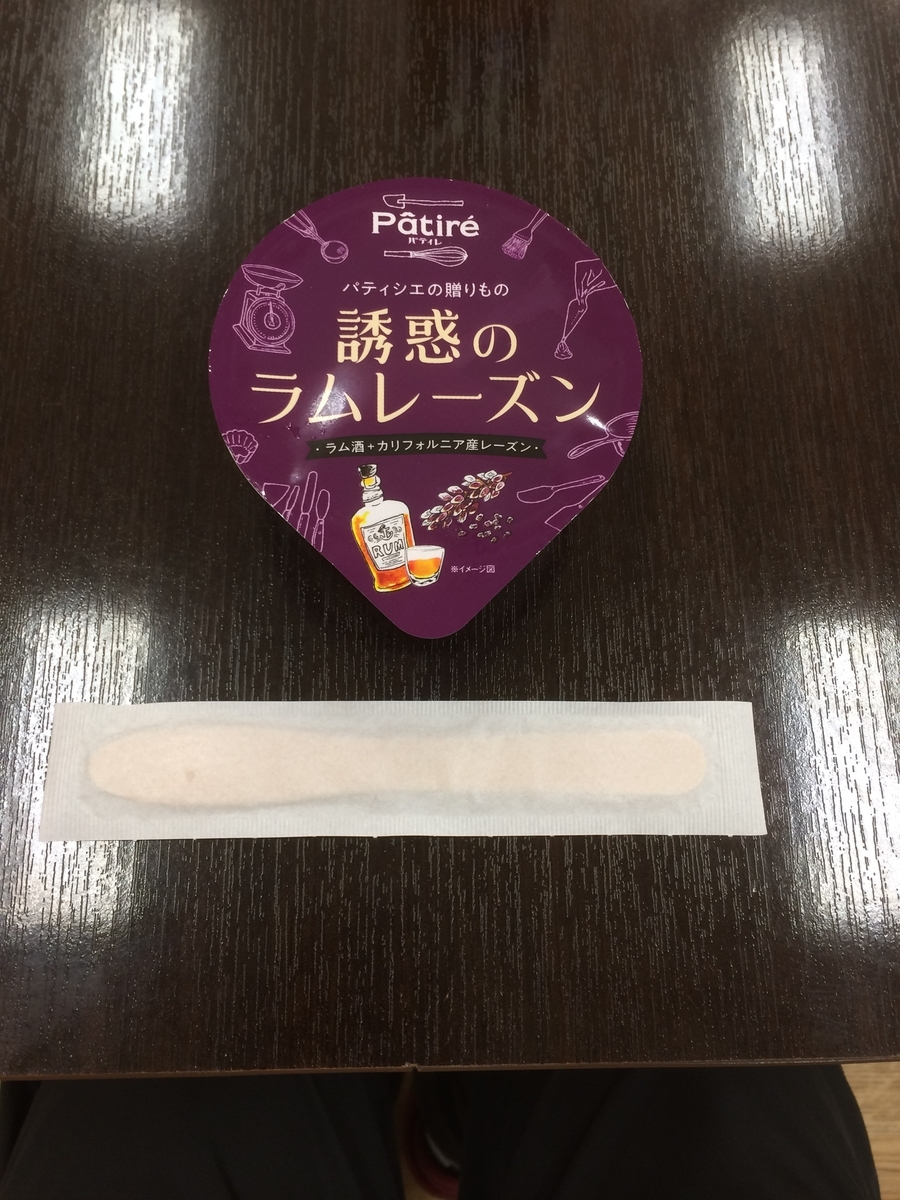 Pâtiré
パティレ
パティシエの贈りもの
誘惑の
ラムレーズン
・ラム酒+カリフォルニア産レーズン・
RUM
※イメージ図